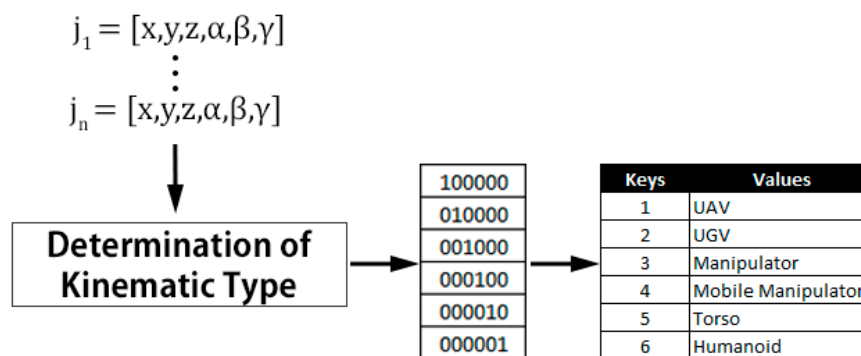 j1 = [x,y,z,α,β,γ]
jn = [x,y,z,α,β,γ]
Determination of
Kinematic Type
100000
010000
001000
000100
000010
000001
Keys Values
1 UAV
2 UGV
3 Manipulator
4 Mobile Manipulator
5 Torso
6 Humanoid